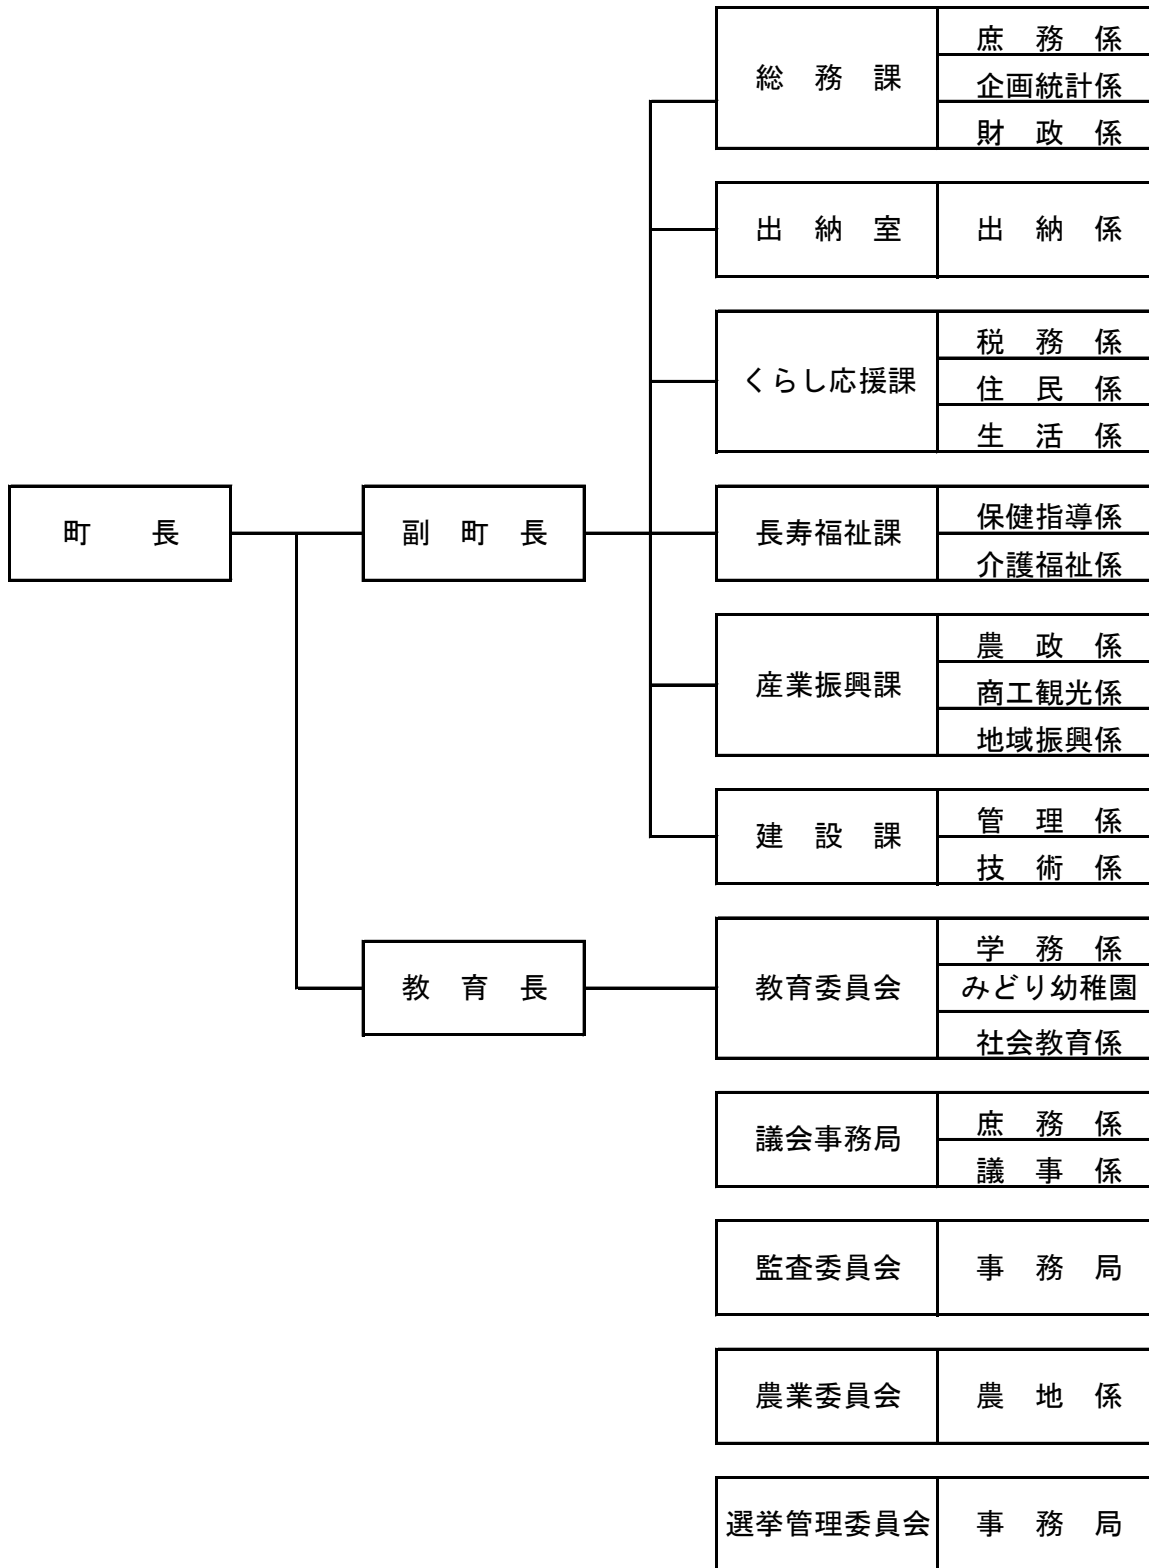 総務課
庶務係
企画統計係
財政係
出納室
出納係
くらし応援課
税務係
住民係
生活係
町長
副町長
長寿福祉課
保健指導係
介護福祉係
産業振興課
農政係
商工観光係
地域振興係
建設課
管理係
技術係
教育長
教育委員会
学務係
みどり幼稚園
社会教育係
議会事務局
庶務係
議事係
監査委員会
事務局
農業委員会
農地係
選挙管理委員会
事務局